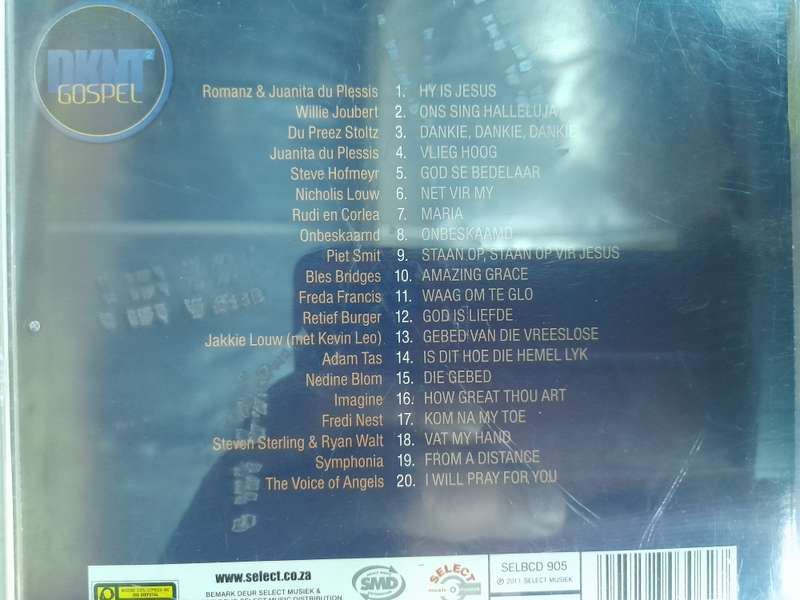 DKNT
GOSPEL
Romanz & Juanita du Plessis 1. HY IS JESUS
Willie Joubert 2. ONS SING HALLELUJA
Du Preez Stoltz 3. DANKIE, DANKIE, DANKIE
Juanita du Plessis 4. VLIEG HOOG
Steve Hofmeyr 5. GOD SE BEDELAAR
Nicholis Louw 6. NET VIR MY
Rudi en Corlea 7. MARIA
Onbeskaamd 8. ONBESKAAMD
Piet Smit 9. STAAN OP, STAAN OP VIR JESUS
Bles Bridges 10. AMAZING GRACE
Freda Francis 11. WAAG OM TE GLO
Retief Burger 12. GOD IS LIEFDE
Jakkie Louw (met Kevin Leo) 13. GEBED VAN DIE VREESLOSE
Adam Tas 14. IS DIT HOE DIE HEMEL LYK
Nedine Blom 15. DIE GEBED
Imagine 16. HOW GREAT THOU ART
Fredi Nest 17. KOM NA MY TOE
Steven Sterling & Ryan Walt 18. VAT MY HAND
Symphonia 19. FROM A DISTANCE
The Voice of Angels 20. I WILL PRAY FOR YOU
www.select.co.za
BEMARK DEUR SELECT MUSIEK &
SELECT MUSIC DISTRIBUTION
SMD
SELECT
SELBCD 905
℗ 2011 SELECT MUSIEK